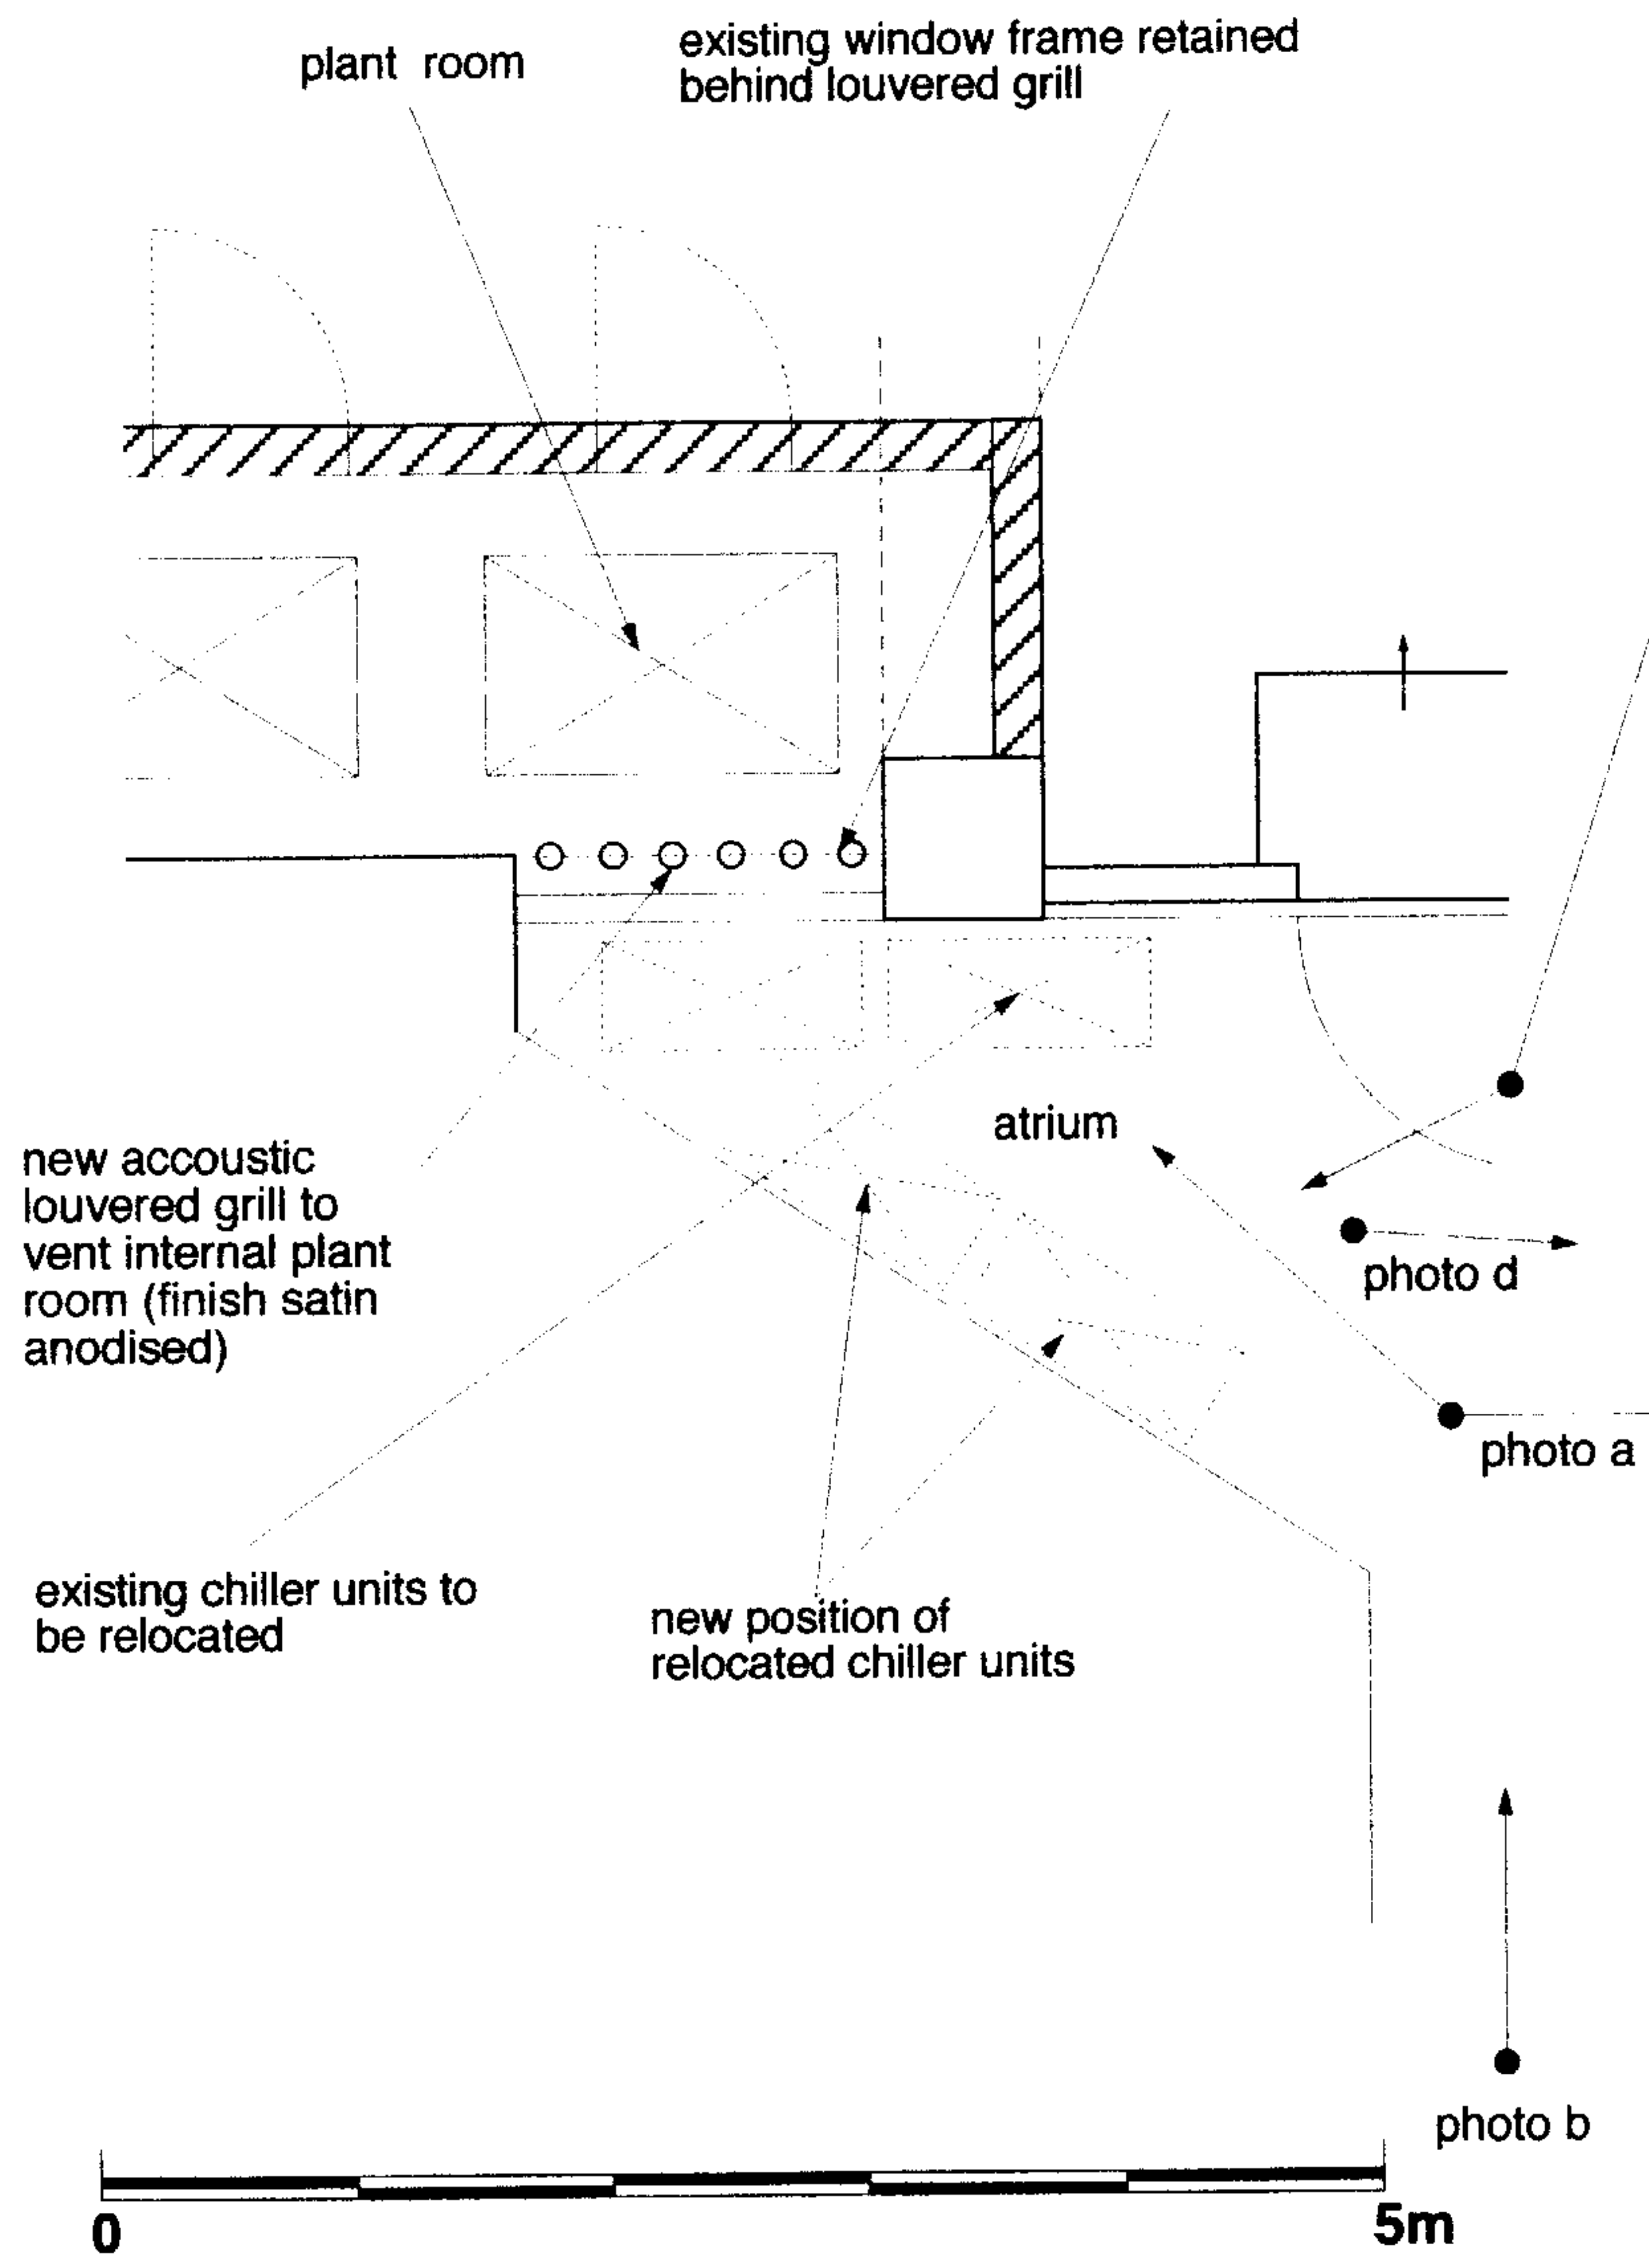 plant room
existing window frame retained
behind louvered grill
atrium
new accoustic
louvered grill to
vent internal plant
room (finish satin
anodised)
photo d
photo a
existing chiller units to
be relocated
new position of
relocated chiller units
photo b
0
5m